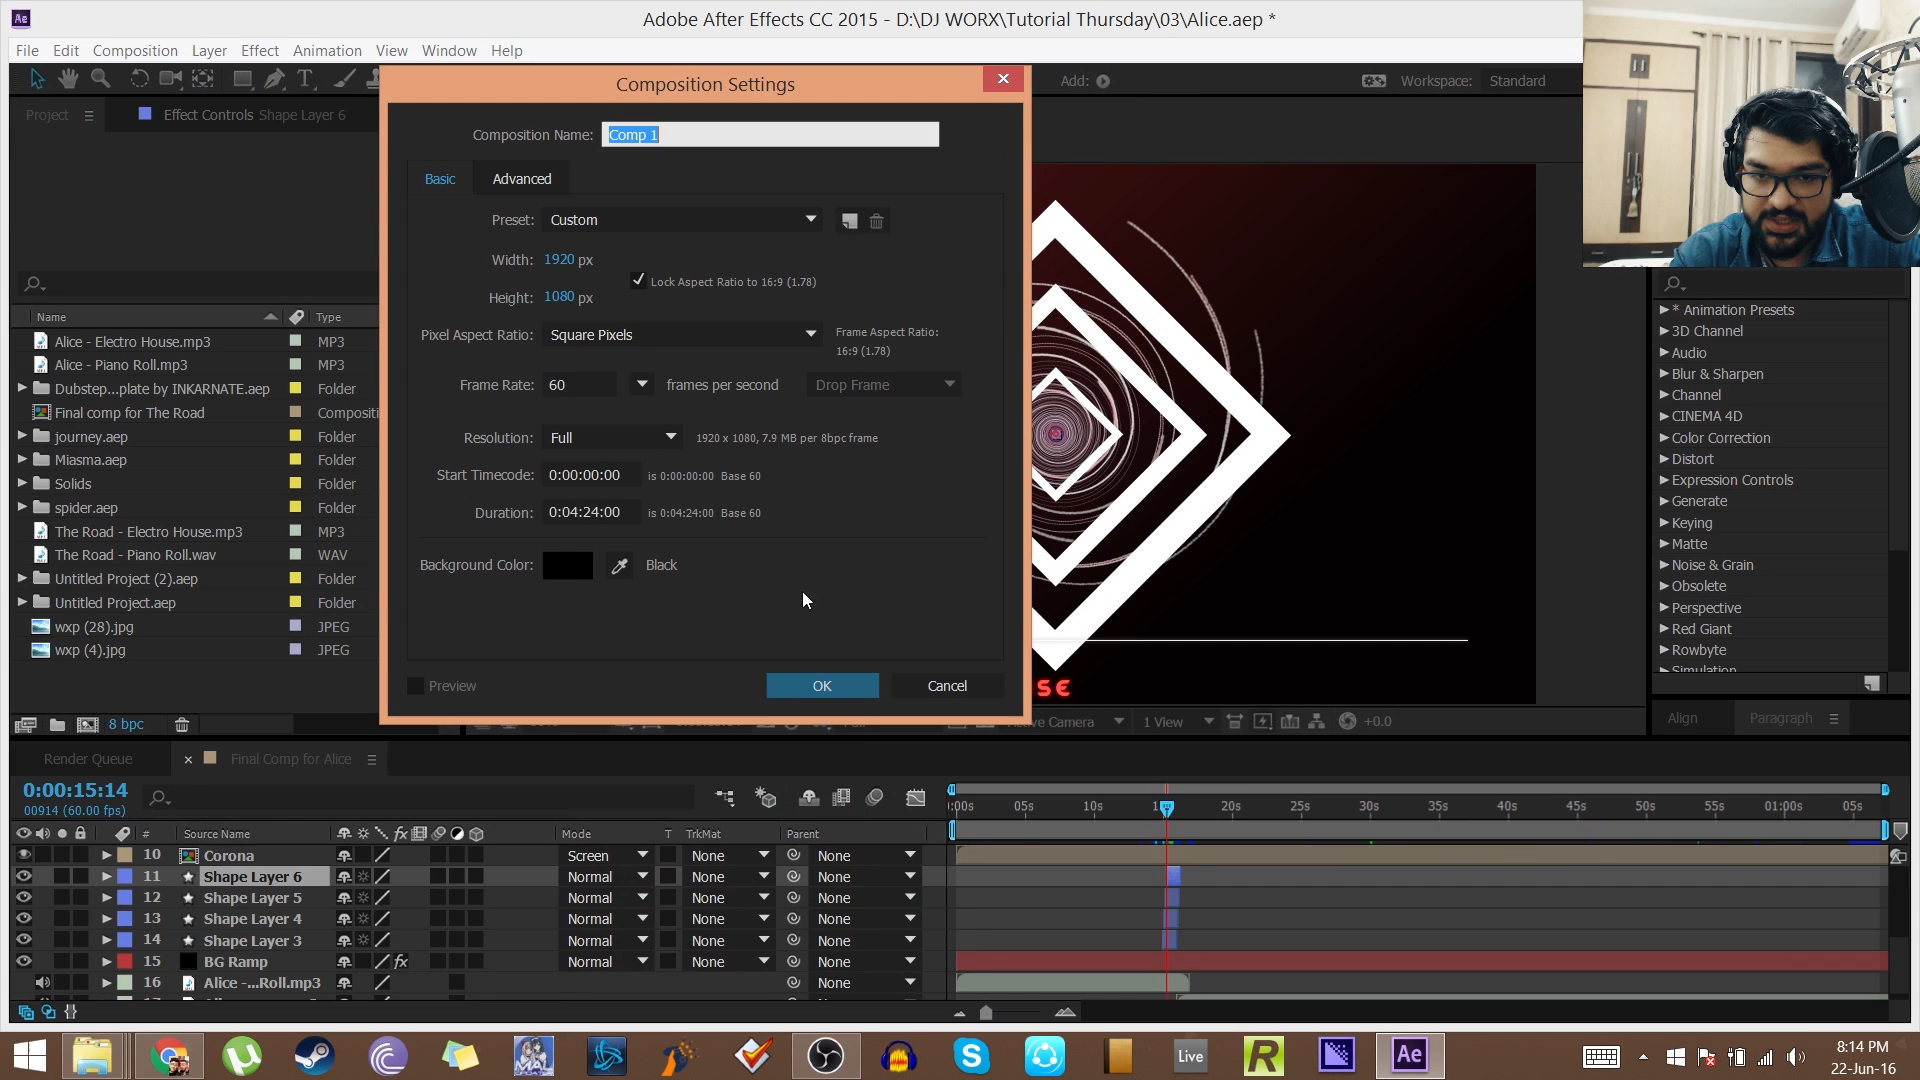 Adobe After Effects CC 2015 - D:\DJ WORX\Tutorial Thursday\03\Alice.aep *
File Edit Composition Layer Effect Animation View Window Help
Add:
Workspace: Standard
Project
Effect Controls Shape Layer 6
Composition Settings
Composition Name: Comp 1
Basic Advanced
Preset: Custom
Width: 1920 px
Lock Aspect Ratio to 16:9 (1.78)
Height: 1080 px
Pixel Aspect Ratio: Square Pixels
Frame Aspect Ratio:
16:9 (1.78)
Frame Rate: 60 frames per second Drop Frame
Resolution: Full 1920 x 1080, 7.9 MB per 8bpc frame
Start Timecode: 0:00:00:00 is 0:00:00:00 Base 60
Duration: 0:04:24:00 is 0:04:24:00 Base 60
Background Color: Black
Preview OK Cancel
Name Type
Alice - Electro House.mp3 MP3
Alice - Piano Roll.mp3 MP3
Dubstep...plate by INKARNATE.aep Folder
Final comp for The Road Compositi
journey.aep Folder
Miasma.aep Folder
Solids Folder
spider.aep Folder
The Road - Electro House.mp3 MP3
The Road - Piano Roll.wav WAV
Untitled Project (2).aep Folder
Untitled Project.aep Folder
wxp (28).jpg JPEG
wxp (4).jpg JPEG
8 bpc
SE
ctive Camera 1 View +0.0
* Animation Presets
3D Channel
Audio
Blur & Sharpen
Channel
CINEMA 4D
Color Correction
Distort
Expression Controls
Generate
Keying
Matte
Noise & Grain
Obsolete
Perspective
Red Giant
Rowbyte
Simulation
Align Paragraph
Render Queue
Final Comp for Alice
0:00:15:14
00914 (60.00 fps)
:00s 05s 10s 20s 25s 30s 35s 40s 45s 50s 55s 01:00s 05s
# Source Name Mode T TrkMat Parent
10 Corona Screen None None
11 Shape Layer 6 Normal None None
12 Shape Layer 5 Normal None None
13 Shape Layer 4 Normal None None
14 Shape Layer 3 Normal None None
15 BG Ramp Normal None None
16 Alice -...Roll.mp3 None
MAL
Live
R
Ae
8:14 PM
22-Jun-16